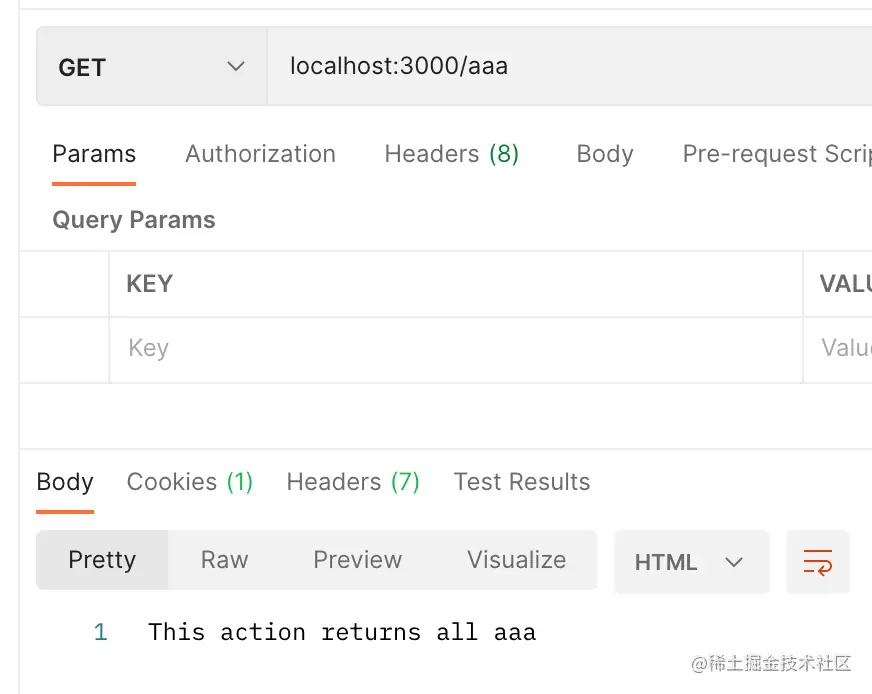 GET localhost:3000/aaa
Params Authorization Headers (8) Body Pre-request Scrip
Query Params
KEY VALU
Key Value
Body Cookies (1) Headers (7) Test Results
Pretty Raw Preview Visualize HTML
1 This action returns all aaa
@稀土掘金技术社区